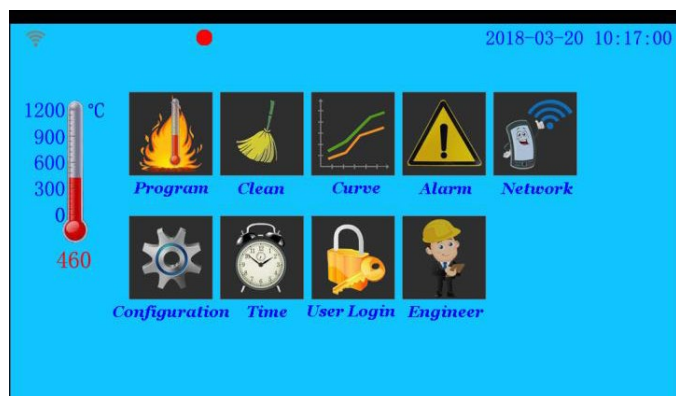 2018-03-20 10:17:00
1200 °C
900
600
300
0
460
Program Clean Curve Alarm Network
Configuration Time User Login Engineer